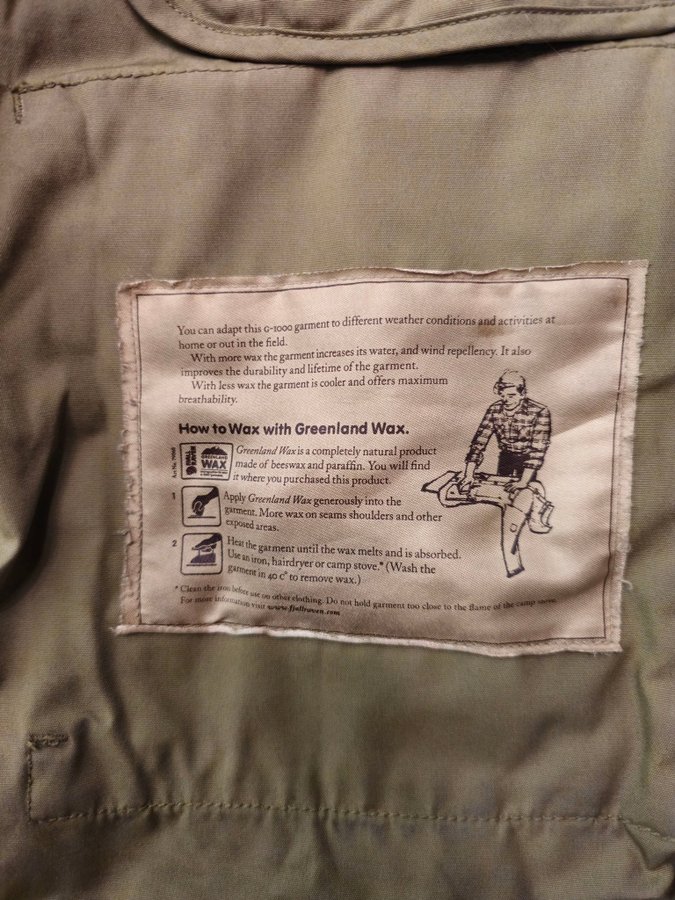 You can adapt this G-1000 garment to different weather conditions and activities at
home or out in the field.
With more wax the garment increases its water, and wind repellency. It also
improves the durability and lifetime of the garment.
With less wax the garment is cooler and offers maximum
breathability.
How to Wax with Greenland Wax.
GREENLAND
WAX
Greenland Wax is a completely natural product
made of beeswax and paraffin. You will find
it where you purchased this product.
1
Apply Greenland Wax generously into the
garment. More wax on seams shoulders and other
exposed areas.
2
Heat the garment until the wax melts and is absorbed.
Use an iron, hairdryer or camp stove.* (Wash the
garment in 40 c° to remove wax.)
* Clean the iron before use on other clothing. Do not hold garment too close to the flame of the camp stove.
For more information visit www.fjallraven.com